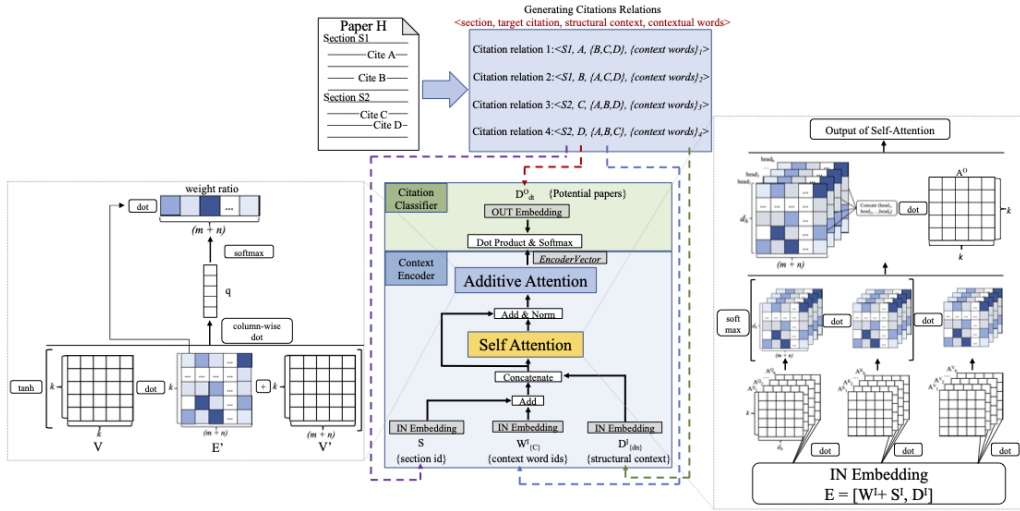 Generating Citations Relations
<section, target citation, structural context, contextual words>
Paper H
Section S1
Cite A
Cite B
Section S2
Cite C
Cite D
Citation relation 1:<S1, A, {B,C,D}, {context words}1>
Citation relation 2:<S1, B, {A,C,D}, {context words}2>
Citation relation 3:<S2, C, {A,B,D}, {context words}3>
Citation relation 4:<S2, D, {A,B,C}, {context words}4>
weight ratio
dot
...
(m + n)
softmax
q
column-wise
dot
tanh
k
dot
k
+
k
k
(m + n)
(m + n)
V
E'
V'
Citation
Classifier
D^O_dt {Potential papers}
OUT Embedding
Dot Product & Softmax
EncoderVector
Context
Encoder
Additive Attention
Add & Norm
Self Attention
Concatenate
Add
IN Embedding
IN Embedding
IN Embedding
S
W^I_{C}
D^I_{dn}
{section id}
{context word ids}
{structural context}
Output of Self-Attention
A^O
dot
k
k
(m + n)
soft
max
dot
dot
(m + n)
k
dot
dot
dot
IN Embedding
E = [W^I+ S^I, D^I]